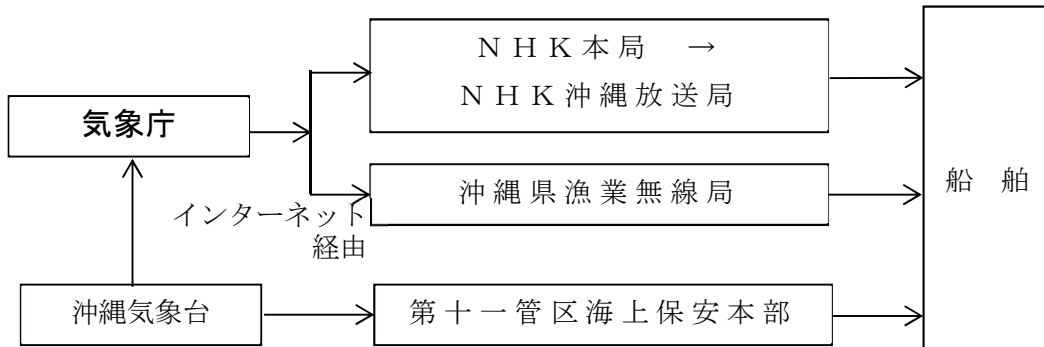 NHK本局 →
NHK沖縄放送局
気象庁
沖縄県漁業無線局
船舶
インターネット
経由
沖縄気象台
第十一管区海上保安本部